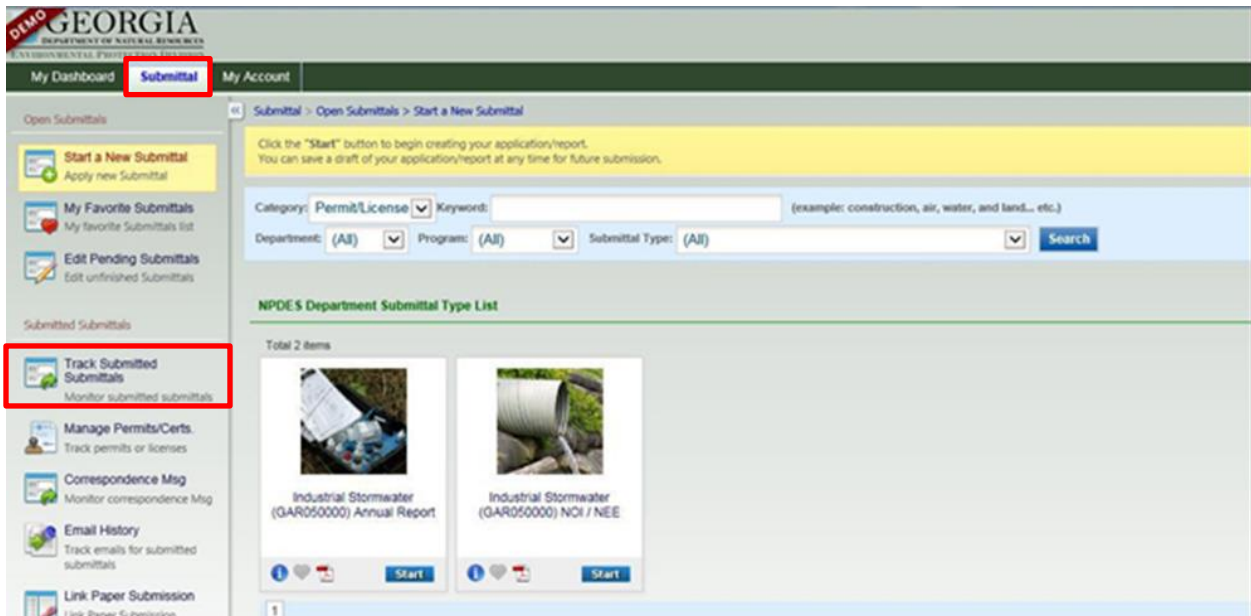 DEMO
GEORGIA
DEPARTMENT OF NATURAL RESOURCES
ENVIRONMENTAL PROTECTION DIVISION
My Dashboard Submittal My Account
Open Submittals
Start a New Submittal
Apply new Submittal
My Favorite Submittals
My favorite Submittals list
Edit Pending Submittals
Edit unfinished Submittals
Submitted Submittals
Track Submitted
Submittals
Monitor submitted submittals
Manage Permits/Certs.
Track permits or licenses
Correspondence Msg
Monitor correspondence Msg
Email History
Track emails for submitted
submittals
Link Paper Submission
Link Paper Submission
Submittal > Open Submittals > Start a New Submittal
Click the "Start" button to begin creating your application/report.
You can save a draft of your application/report at any time for future submission.
Category: Permit/License Keyword: (example: construction, air, water, and land... etc.)
Department: (All) Program: (All) Submittal Type: (All) Search
NPDES Department Submittal Type List
Total 2 items
Industrial Stormwater
(GAR050000) Annual Report
Start
Industrial Stormwater
(GAR050000) NOI / NEE
Start
1